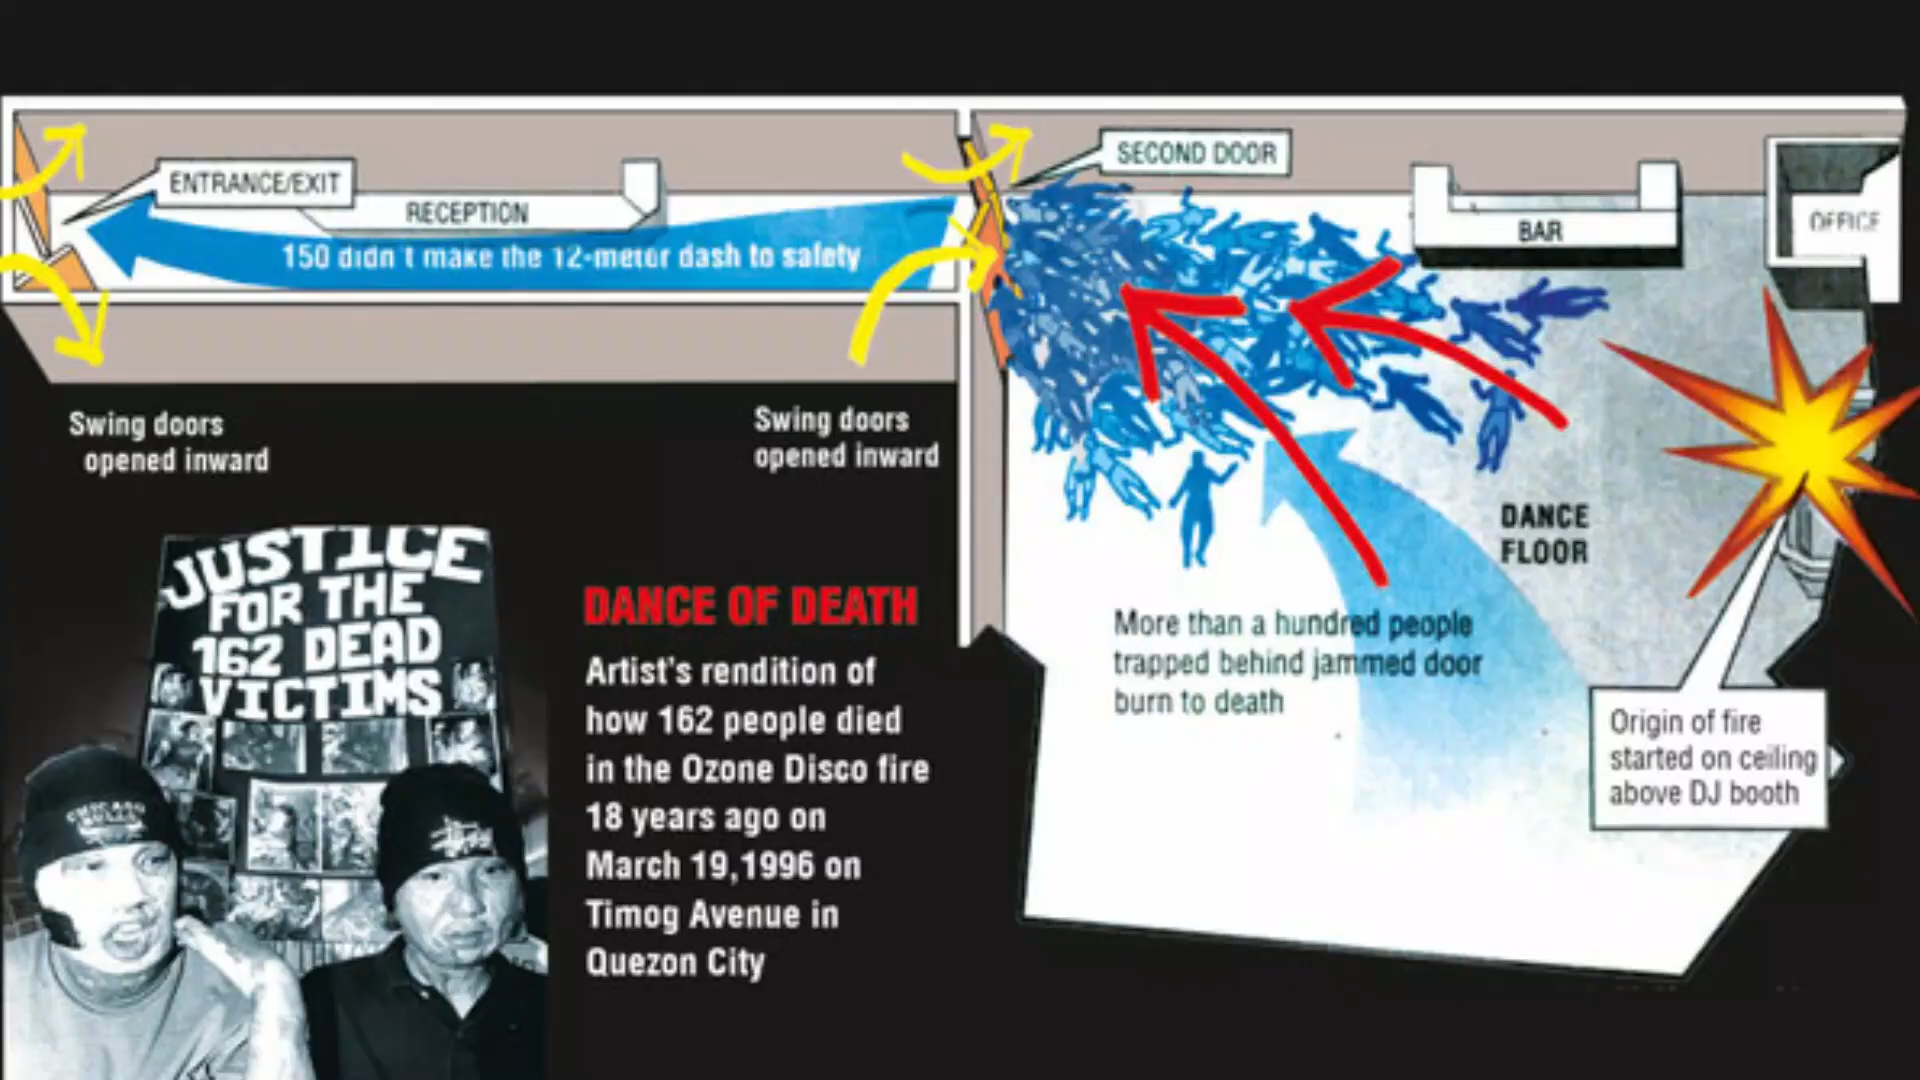 SECOND DOOR
ENTRANCE/EXIT
RECEPTION
BAR
OFFICE
150 didn't make the 12-meter dash to safety
Swing doors
opened inward
Swing doors
opened inward
DANCE
FLOOR
More than a hundred people
trapped behind jammed door
burn to death
Origin of fire
started on ceiling
above DJ booth
JUSTICE
FOR THE
162 DEAD
VICTIMS
DANCE OF DEATH
Artist's rendition of
how 162 people died
in the Ozone Disco fire
18 years ago on
March 19,1996 on
Timog Avenue in
Quezon City